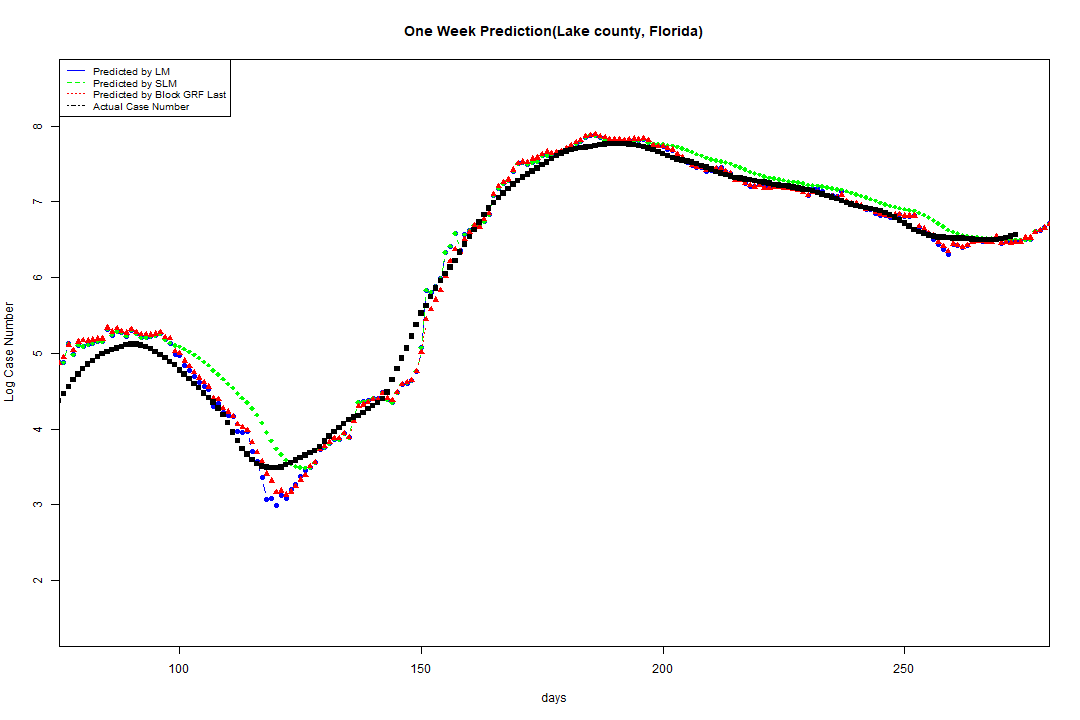 One Week Prediction(Lake county, Florida)
Predicted by LM
Predicted by SLM
Predicted by Block GRF Last
Actual Case Number
8
7
6
5
4
3
2
Log Case Number
100 150 200 250
days